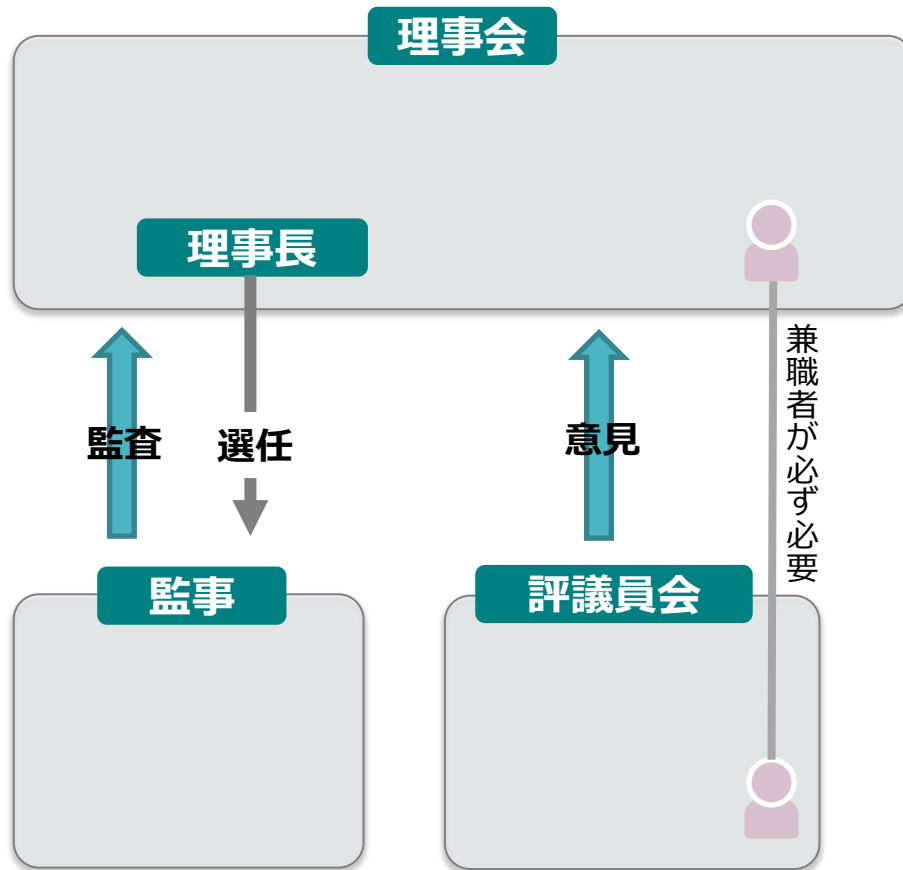 理事会
理事長
監査
選任
意見
兼職者が必ず必要
監事
評議員会